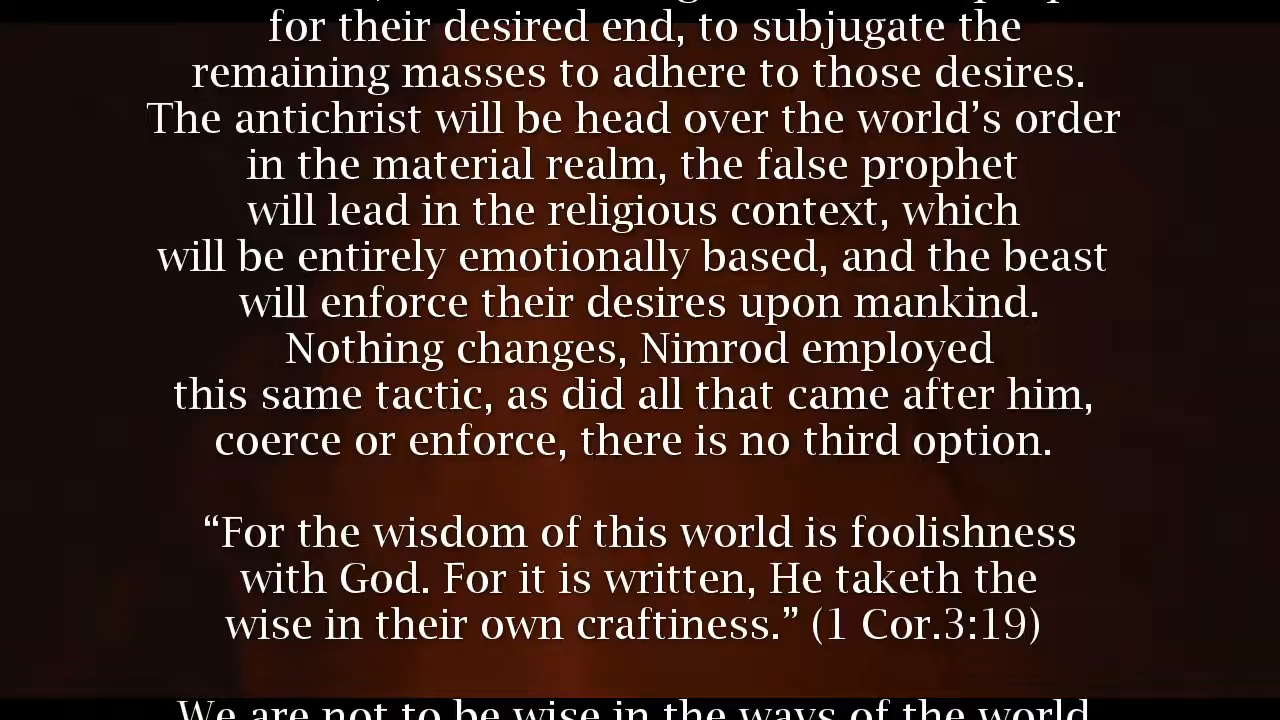 for their desired end, to subjugate the
remaining masses to adhere to those desires.
The antichrist will be head over the world’s order
in the material realm, the false prophet
will lead in the religious context, which
will be entirely emotionally based, and the beast
will enforce their desires upon mankind.
Nothing changes, Nimrod employed
this same tactic, as did all that came after him,
coerce or enforce, there is no third option.
“For the wisdom of this world is foolishness
with God. For it is written, He taketh the
wise in their own craftiness.” (1 Cor.3:19)
We are not to be wise in the ways of the world